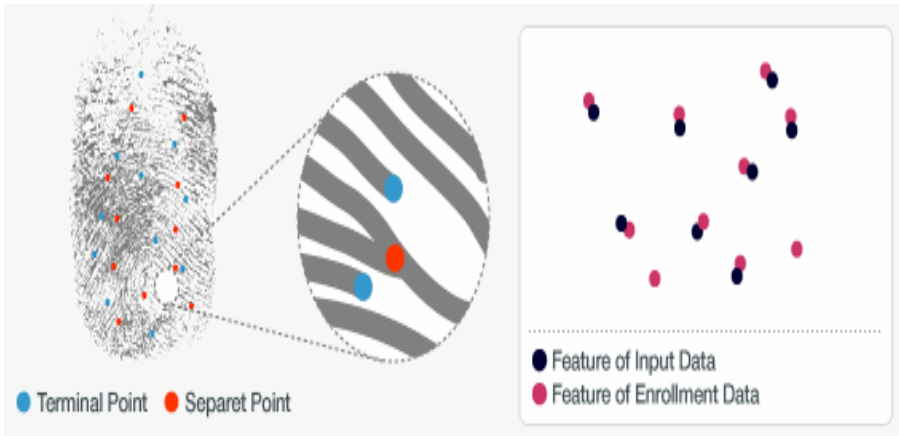 Terminal Point
Separet Point
Feature of Input Data
Feature of Enrollment Data